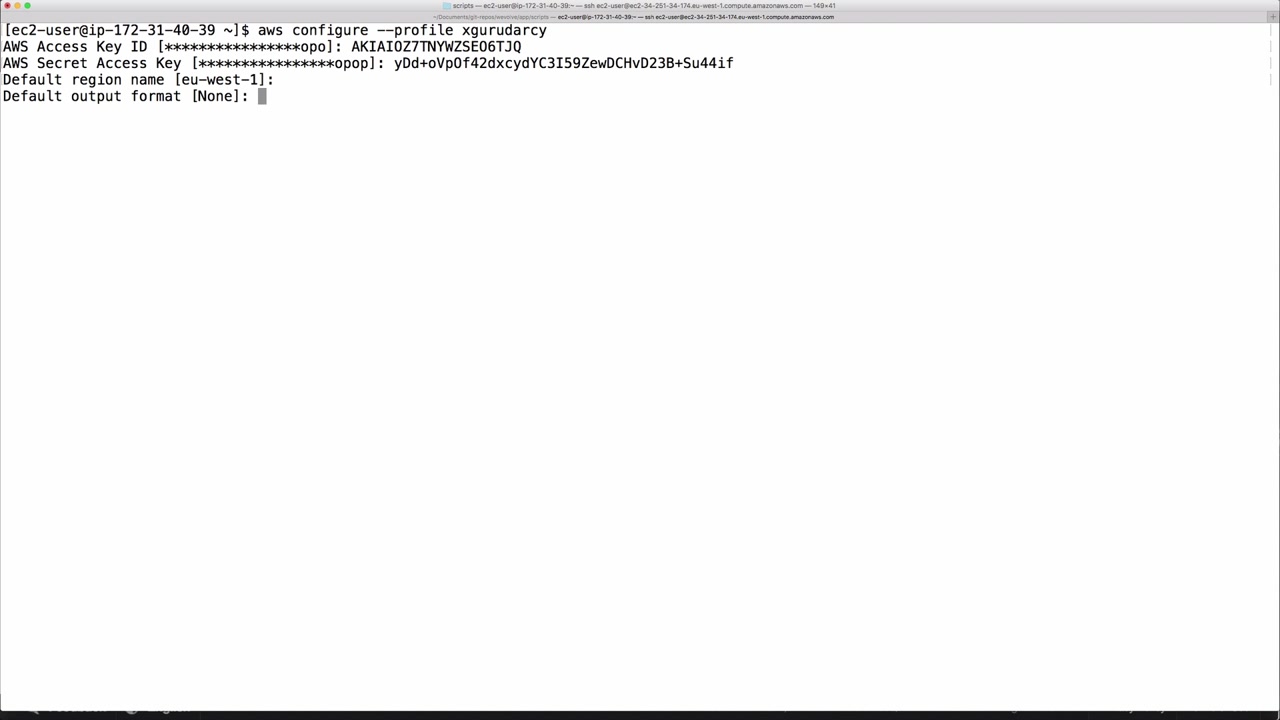 scripts — ec2-user@ip-172-31-40-39:~ — ssh ec2-user@ec2-34-251-34-174.eu-west-1.compute.amazonaws.com — 149×41
~/Documents/git-repos/wevolve/app/scripts — ec2-user@ip-172-31-40-39:~ — ssh ec2-user@ec2-34-251-34-174.eu-west-1.compute.amazonaws.com
[ec2-user@ip-172-31-40-39 ~]$ aws configure --profile xgurudarcy
AWS Access Key ID [****************opo]: AKIAIOZ7TNYWZSEO6TJQ
AWS Secret Access Key [****************opop]: 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
Default region name [eu-west-1]:
Default output format [None]: